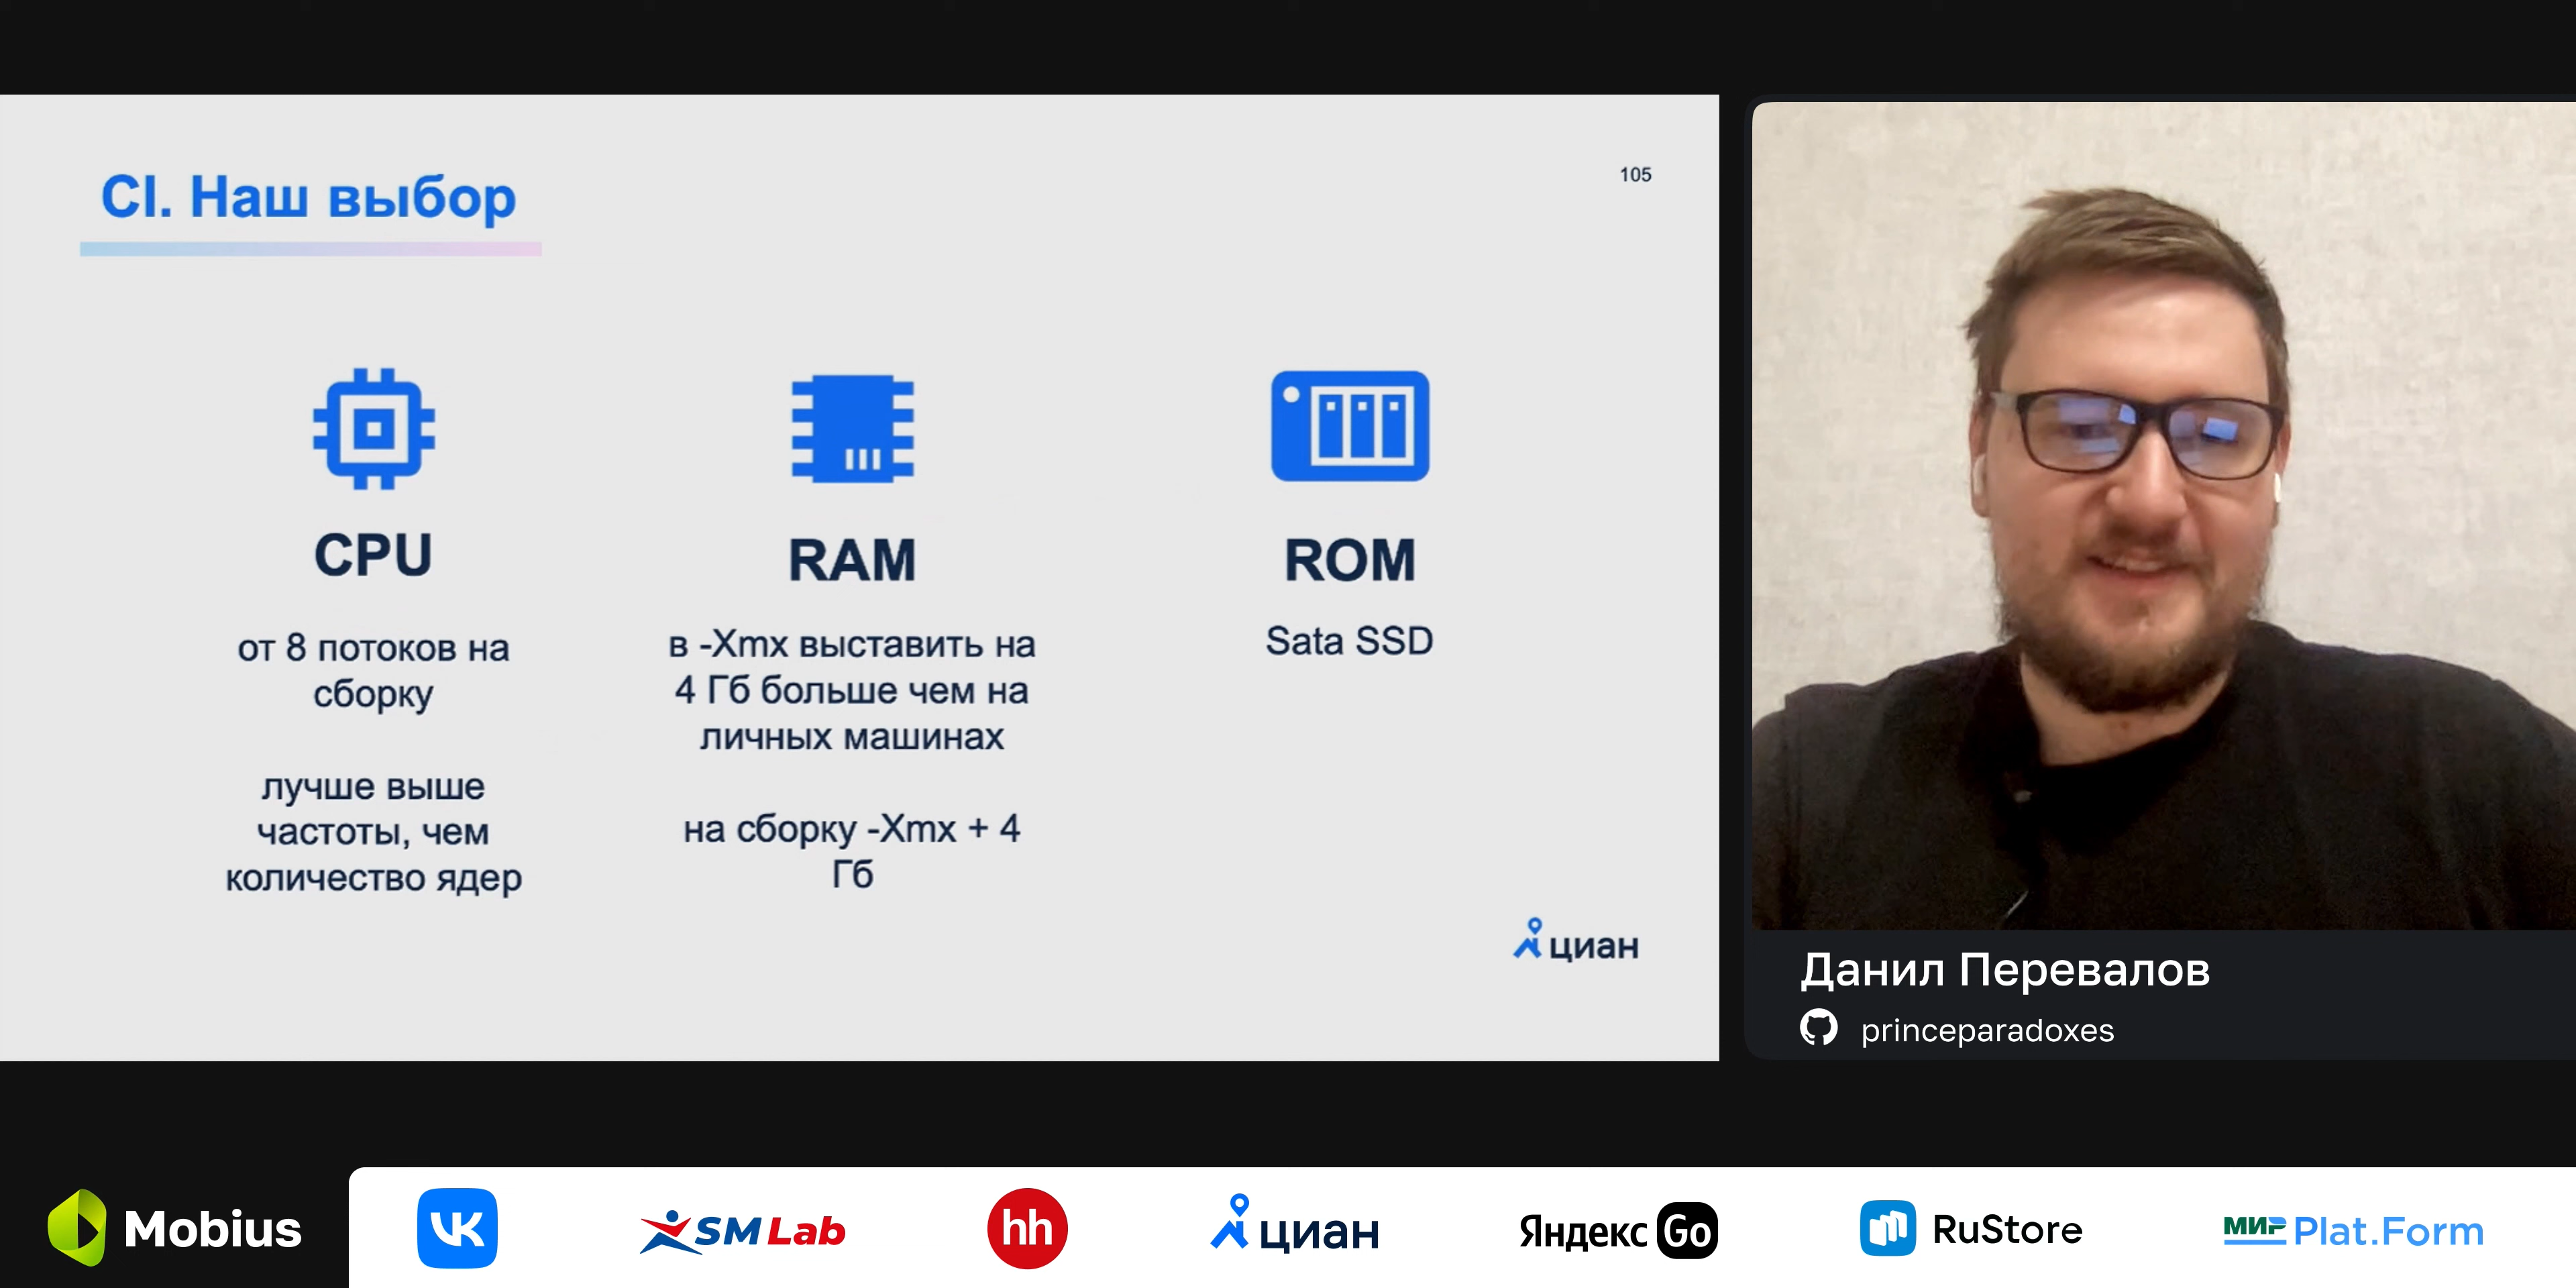 CI. Наш выбор
105
CPU
от 8 потоков на
сборку
лучше выше
частоты, чем
количество ядер
RAM
в -Xmx выставить на
4 Гб больше чем на
личных машинах
на сборку -Xmx + 4
Гб
ROM
Sata SSD
циан
Данил Перевалов
princeparadoxes
Mobius
VK
SM Lab
hh
циан
Яндекс Go
RuStore
МИР Plat.Form